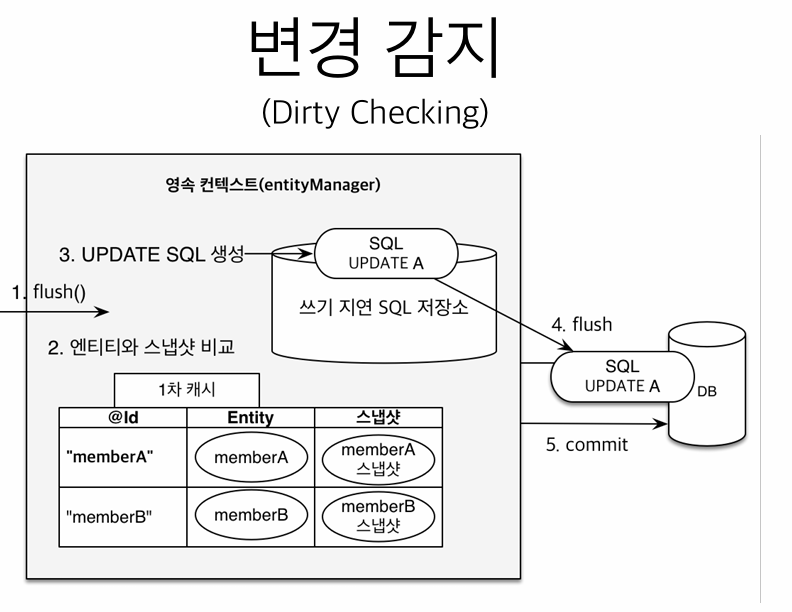 변경 감지
(Dirty Checking)
영속 컨텍스트(entityManager)
3. UPDATE SQL 생성
SQL
UPDATE A
쓰기 지연 SQL 저장소
1. flush()
2. 엔티티와 스냅샷 비교
4. flush
SQL
UPDATE A
DB
5. commit
1차 캐시
@Id Entity 스냅샷
"memberA" memberA memberA
스냅샷
"memberB" memberB memberB
스냅샷